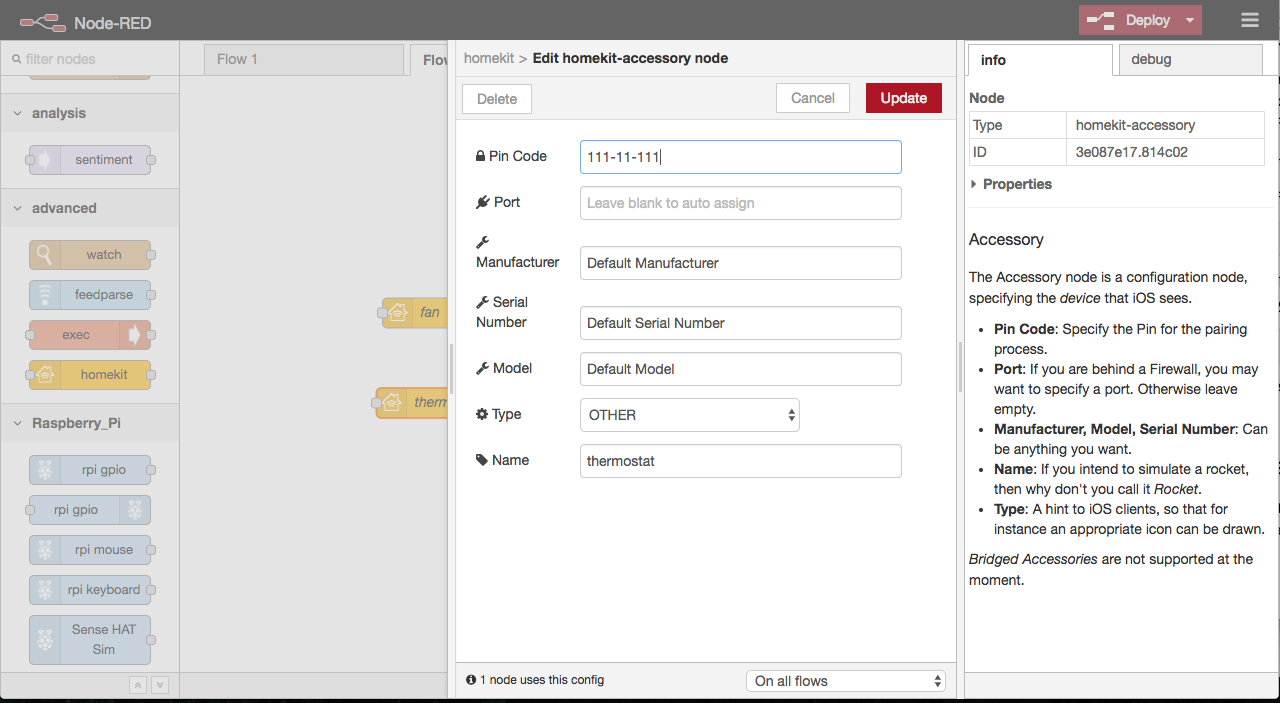 Node-RED
Deploy
filter nodes
analysis
sentiment
advanced
watch
feedparse
exec
homekit
Raspberry_Pi
rpi gpio
rpi gpio
rpi mouse
rpi keyboard
Sense HAT
Sim
Flow 1
Flow
fan
therm
homekit > Edit homekit-accessory node
Delete
Cancel
Update
Pin Code
111-11-111
Port
Leave blank to auto assign
Manufacturer
Default Manufacturer
Serial
Number
Default Serial Number
Model
Default Model
Type
OTHER
Name
thermostat
1 node uses this config
On all flows
info
debug
Node
Type homekit-accessory
ID 3e087e17.814c02
Properties
Accessory
The Accessory node is a configuration node,
specifying the device that iOS sees.
• Pin Code: Specify the Pin for the pairing
process.
• Port: If you are behind a Firewall, you may
want to specify a port. Otherwise leave
empty.
• Manufacturer, Model, Serial Number: Can
be anything you want.
• Name: If you intend to simulate a rocket,
then why don't you call it Rocket.
• Type: A hint to iOS clients, so that for
instance an appropriate icon can be drawn.
Bridged Accessories are not supported at the
moment.